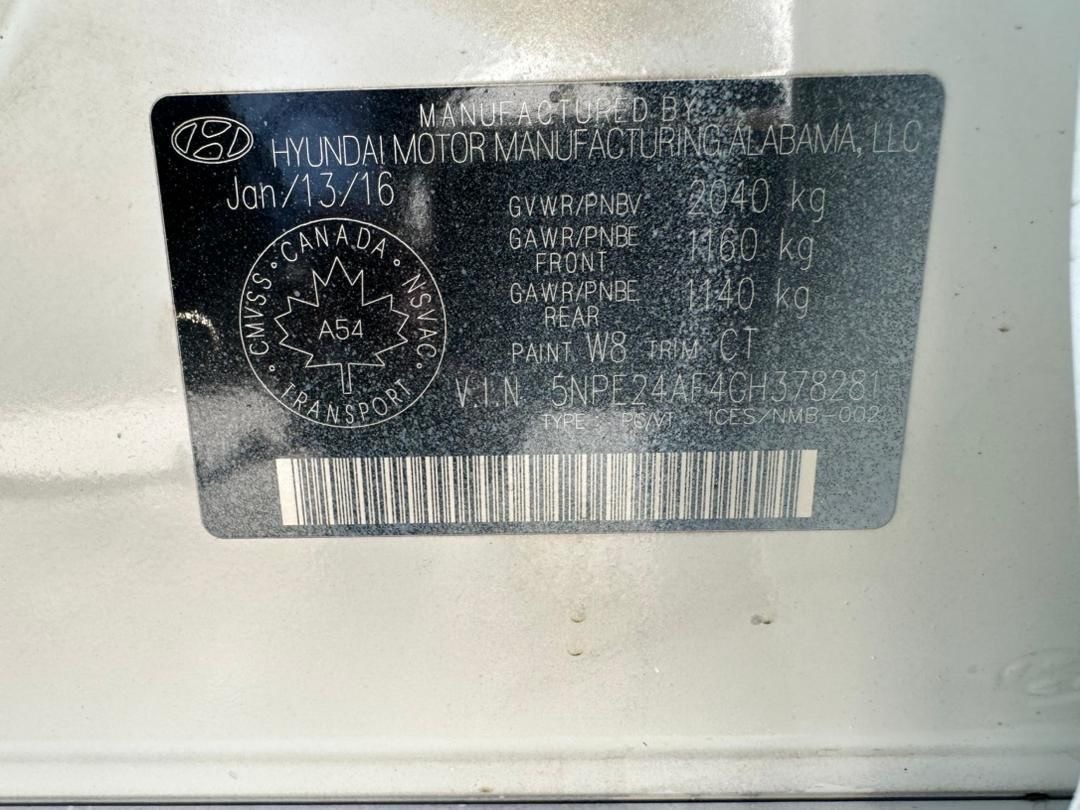 MANUFACTURED BY
HYUNDAI MOTOR MANUFACTURING ALABAMA, LLC
Jan/13/16
GVWR/PNBV 2040 kg
GAWR/PNBE FRONT 1160 kg
GAWR/PNBE REAR 1140 kg
PAINT W8 TRIM CT
V.I.N 5NPE24AF4GH378281
TYPE PS/VT ICES/NMB-002
CMVSS CANADA NSVAC
A54
TRANSPORT